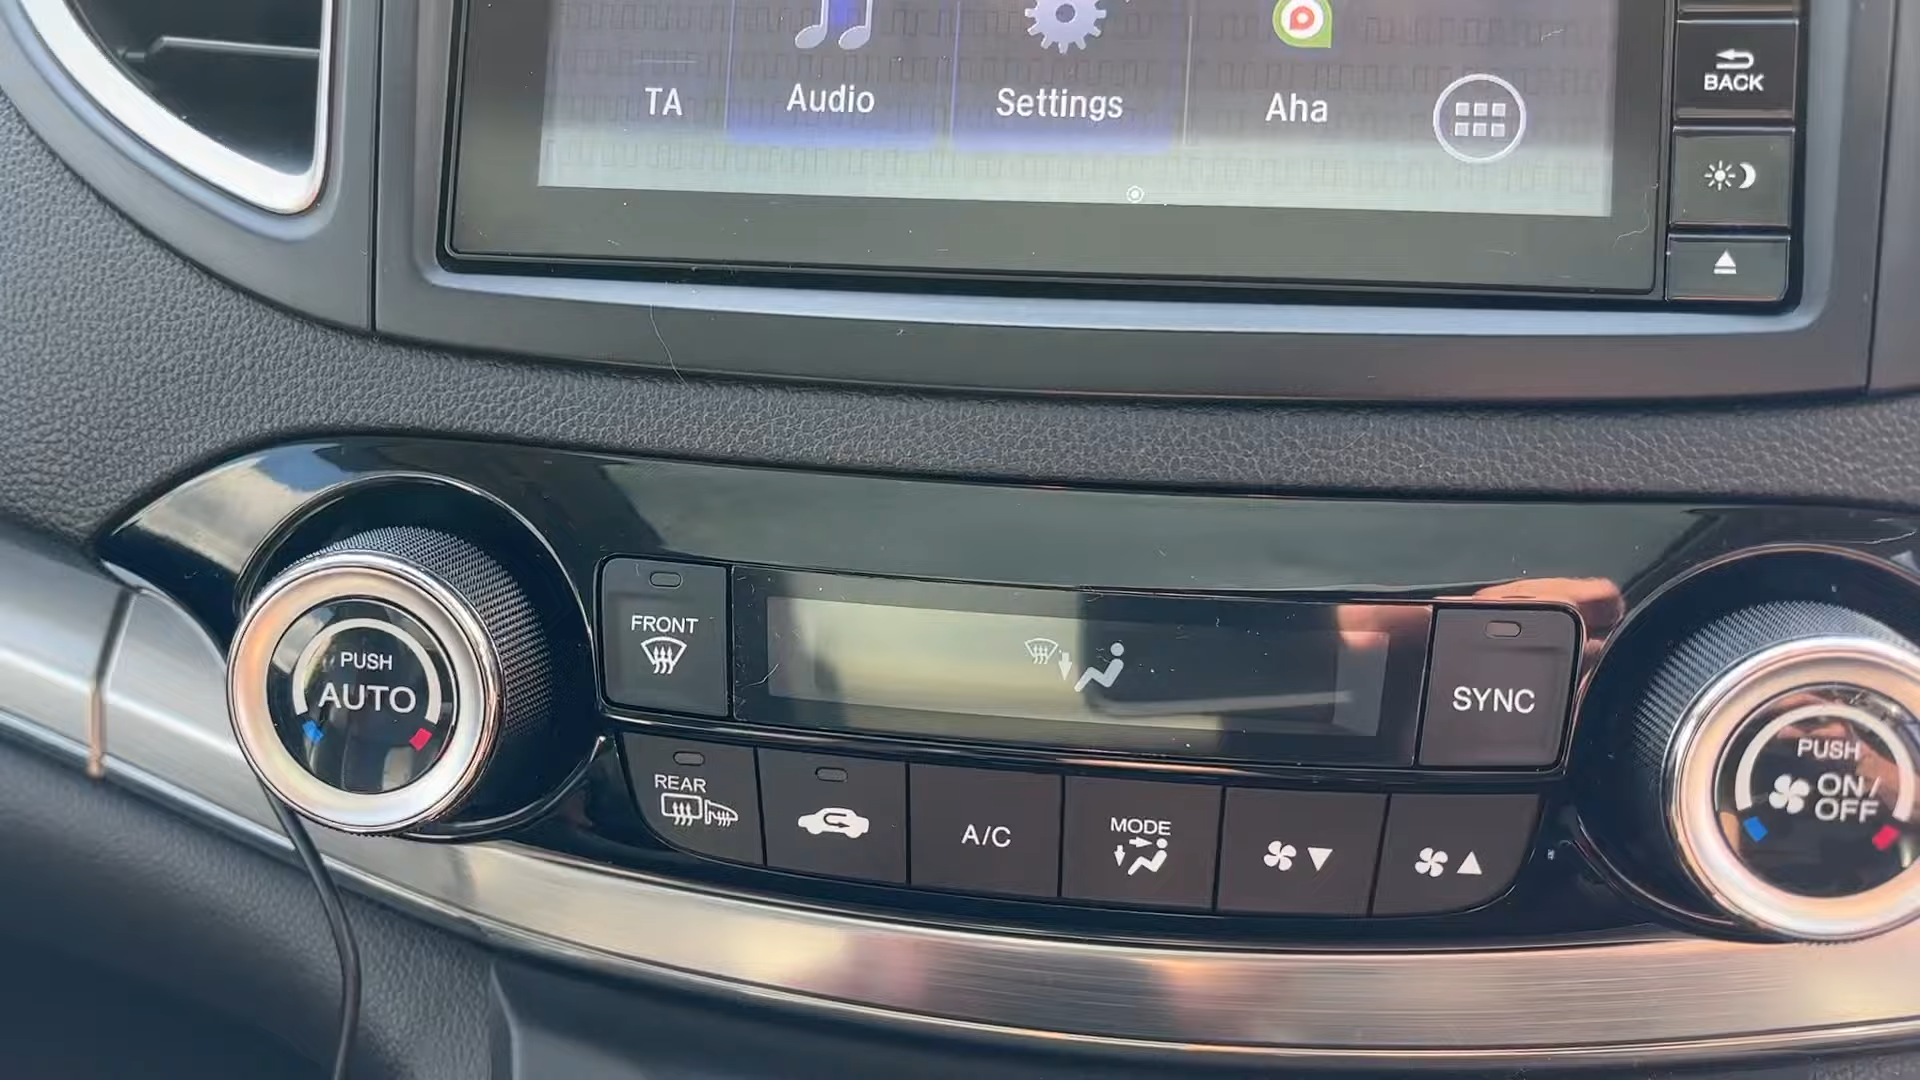 TA
Audio
Settings
Aha
BACK
FRONT
PUSH
AUTO
SYNC
PUSH
ON/
OFF
REAR
A/C
MODE